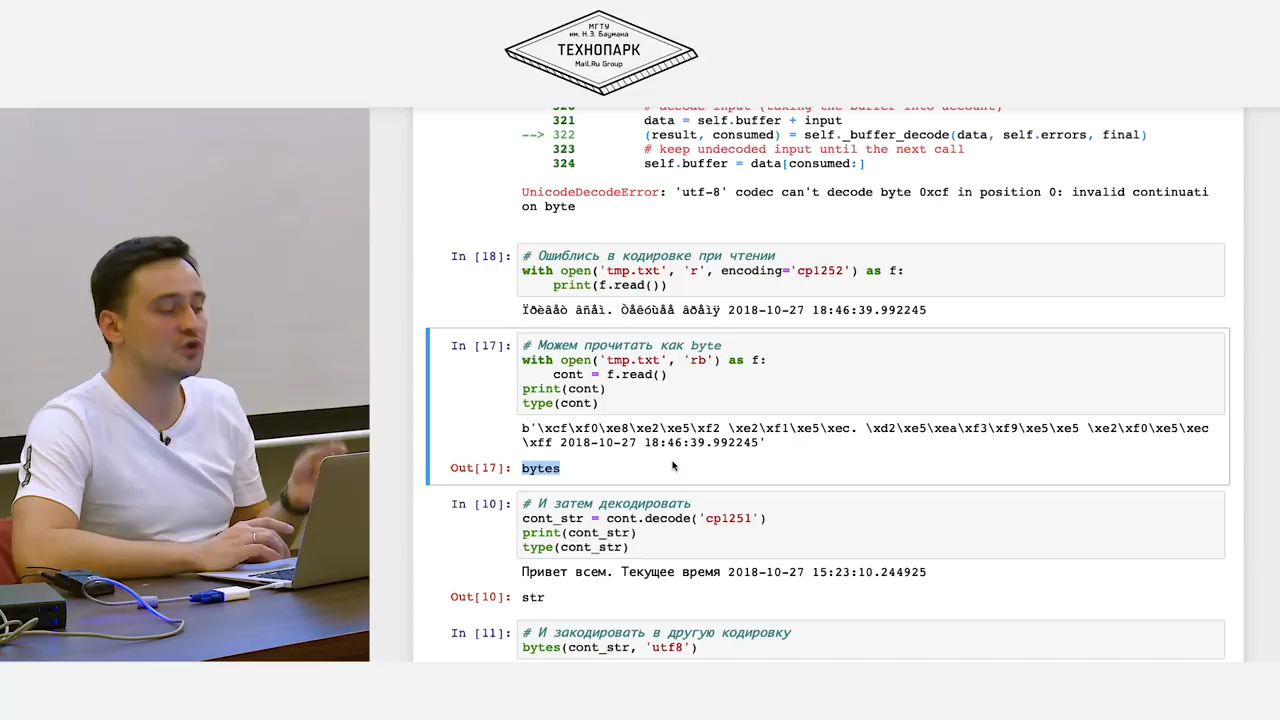 МГТУ
им. Н.Э. Баумана
ТЕХНОПАРК
Mail.Ru Group
320 # decode input (taking the buffer into account)
321 data = self.buffer + input
--> 322 (result, consumed) = self._buffer_decode(data, self.errors, final)
323 # keep undecoded input until the next call
324 self.buffer = data[consumed:]
UnicodeDecodeError: 'utf-8' codec can't decode byte 0xcf in position 0: invalid continuati
on byte
In [18]: # Ошиблись в кодировке при чтении
with open('tmp.txt', 'r', encoding='cp1252') as f:
print(f.read())
Ïðèâåò âñåì. Òåêóùåå âðåìÿ 2018-10-27 18:46:39.992245
In [17]: # Можем прочитать как byte
with open('tmp.txt', 'rb') as f:
cont = f.read()
print(cont)
type(cont)
b'\xcf\xf0\xe8\xe2\xe5\xf2 \xe2\xf1\xe5\xec. \xd2\xe5\xea\xf3\xf9\xe5\xe5 \xe2\xf0\xe5\xec
\xff 2018-10-27 18:46:39.992245'
Out[17]: bytes
In [10]: # И затем декодировать
cont_str = cont.decode('cp1251')
print(cont_str)
type(cont_str)
Привет всем. Текущее время 2018-10-27 15:23:10.244925
Out[10]: str
In [11]: # И закодировать в другую кодировку
bytes(cont_str, 'utf8')